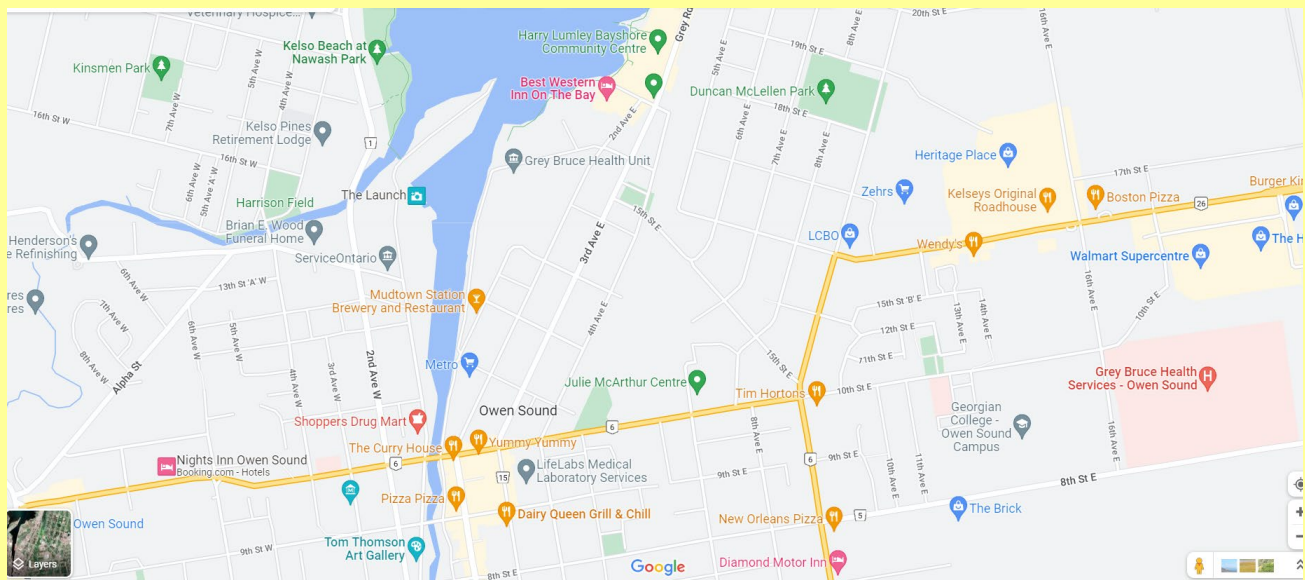 Veterinary Hospice...
Kelso Beach at
Nawash Park
Kinsmen Park
5th Ave W
4th Ave W
7th Ave W
16th St W
Kelso Pines
Retirement Lodge
1
16th St W
6th Ave W
5th Ave 'A' W
Harrison Field
The Launch
Brian E. Wood
Funeral Home
Henderson's
e Refinishing
ServiceOntario
Harry Lumley Bayshore
Community Centre
Grey Ro
Best Western
Inn On The Bay
2nd Ave E
Grey Bruce Health Unit
5th Ave E
20th St E
8th Ave E
19th St E
16th Ave E
Duncan McLellen Park
18th St E
6th Ave E
7th Ave E
8th Ave E
Heritage Place
17th St E
Zehrs
Kelseys Original
Roadhouse
Boston Pizza
26
Burger Kin
LCBO
Wendy's
Walmart Supercentre
The H
15th St E
3rd Ave E
4th Ave E
res
res
6th Ave W
7th Ave W
8th Ave W
13th St 'A' W
6th Ave W
5th Ave W
4th Ave W
3rd Ave W
2nd Ave W
Alpha St
Mudtown Station
Brewery and Restaurant
Metro
16th Ave E
10th St E
15th St 'B' E
14th Ave E
13th Ave E
12th St E
11th St E
15th St E
10th St E
Julie McArthur Centre
Tim Hortons
Grey Bruce Health
Services - Owen Sound
Owen Sound
Shoppers Drug Mart
6
Georgian
College -
Owen Sound
Campus
16th Ave E
The Curry House
Yummy Yummy
8th Ave E
Nights Inn Owen Sound
Booking.com - Hotels
6
15
LifeLabs Medical
Laboratory Services
9th St E
6
9th St E
10th Ave E
11th Ave E
8th St E
Pizza Pizza
Dairy Queen Grill & Chill
New Orleans Pizza
5
The Brick
Owen Sound
Layers
9th St W
Tom Thomson
Art Gallery
8th St E
Google
Diamond Motor Inn